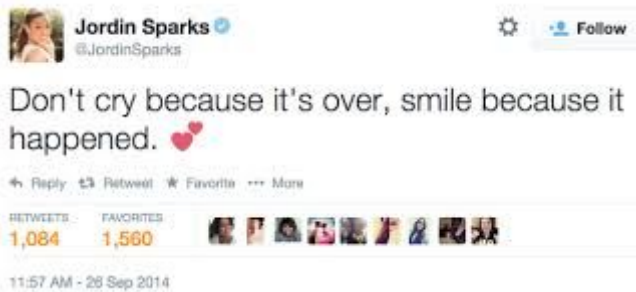 Jordin Sparks
@JordinSparks
Follow
Don't cry because it's over, smile because it
happened. 💕
Reply Retweet Favorite ••• More
RETWEETS FAVORITES
1,084 1,560
11:57 AM - 26 Sep 2014